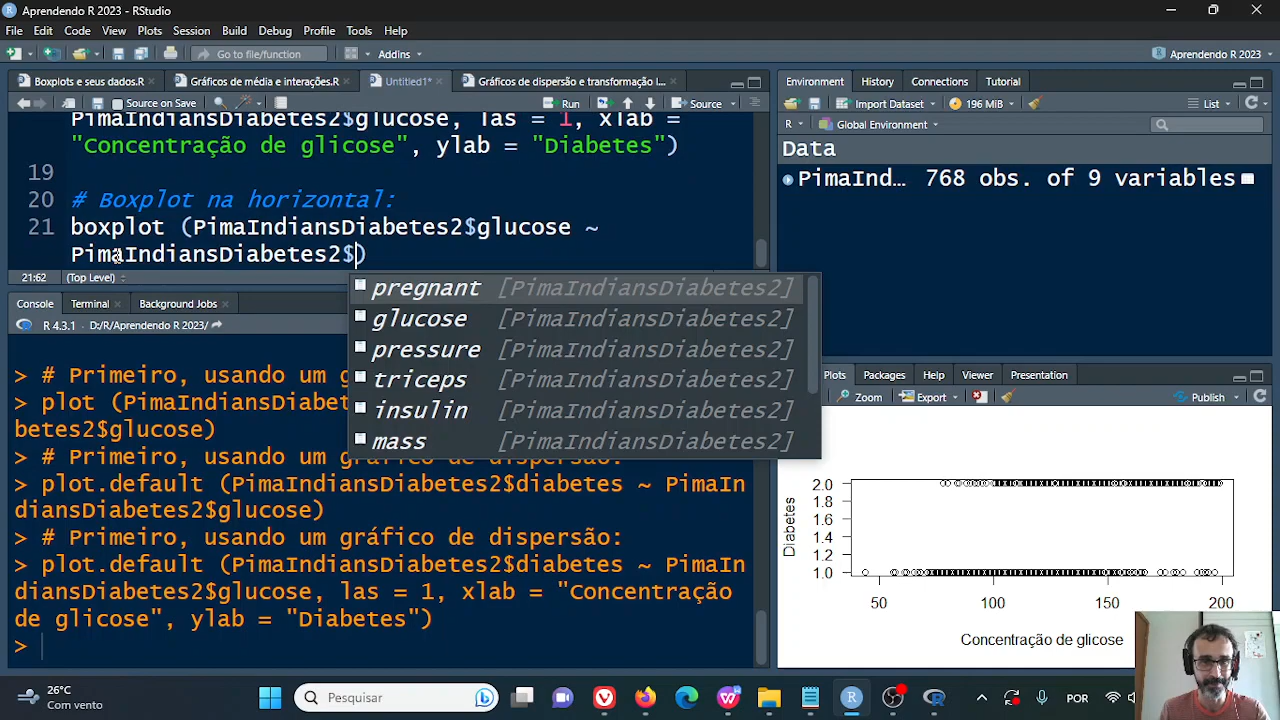 Aprendendo R 2023 - RStudio
File Edit Code View Plots Session Build Debug Profile Tools Help
Go to file/function Addins Aprendendo R 2023
Boxplots e seus dados.R Gráficos de média e interações.R Untitled1* Gráficos de dispersão e transformação l...
Source on Save Run Source
PimaIndiansDiabetes2$glucose, las = 1, xlab =
"Concentração de glicose", ylab = "Diabetes")
19
20 # Boxplot na horizontal:
21 boxplot (PimaIndiansDiabetes2$glucose ~
PimaIndiansDiabetes2$)
21:62 (Top Level)
pregnant [PimaIndiansDiabetes2]
glucose [PimaIndiansDiabetes2]
pressure [PimaIndiansDiabetes2]
triceps [PimaIndiansDiabetes2]
insulin [PimaIndiansDiabetes2]
mass [PimaIndiansDiabetes2]
Console Terminal Background Jobs
R 4.3.1 · D:/R/Aprendendo R 2023/
> # Primeiro, usando um g
> plot (PimaIndiansDiabet
betes2$glucose)
> # Primeiro, usando um gráfico de dispersão:
> plot.default (PimaIndiansDiabetes2$diabetes ~ PimaIn
diansDiabetes2$glucose)
> # Primeiro, usando um gráfico de dispersão:
> plot.default (PimaIndiansDiabetes2$diabetes ~ PimaIn
diansDiabetes2$glucose, las = 1, xlab = "Concentração
de glicose", ylab = "Diabetes")
>
Environment History Connections Tutorial
Import Dataset 196 MiB List
R Global Environment
Data
PimaInd... 768 obs. of 9 variables
Plots Packages Help Viewer Presentation
Zoom Export Publish
2.0
1.8
1.6
1.4
1.2
1.0
Diabetes
50 100 150 200
Concentração de glicose
26°C
Com vento
Pesquisar
POR